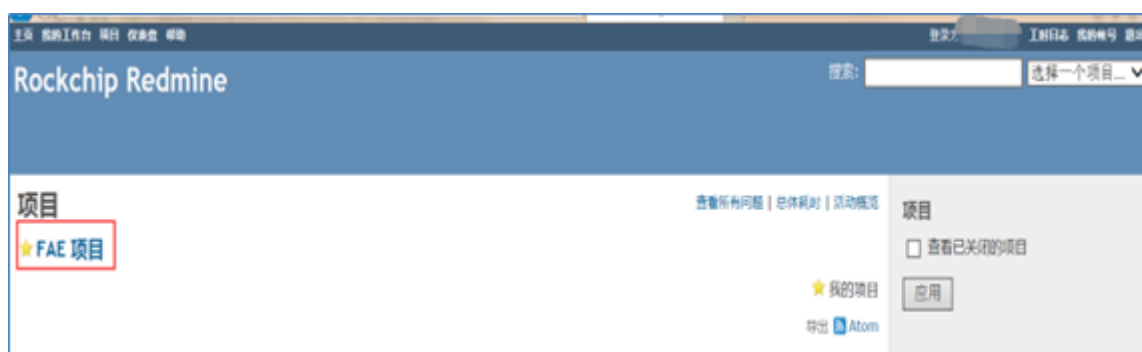 主页 我的工作台 项目 仪表盘 帮助
登录为 工时日志 我的帐号 退出
Rockchip Redmine
搜索:
选择一个项目...
项目
查看所有问题 | 总体耗时 | 活动概览
FAE 项目
我的项目
导出 Atom
项目
查看已关闭的项目
应用